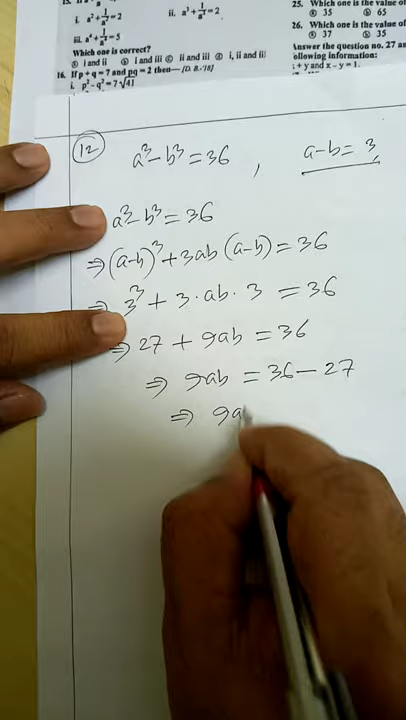 25. Which one is the value of
i. a² + 1/a² = 2 ii. a³ + 1/a³ = 2
ⓐ 35 ⓑ 65
iii. a⁴ + 1/a⁴ = 5
26. Which one is the value of
Which one is correct?
ⓐ 37 ⓑ 35
ⓐ i and ii ⓑ i and iii ⓒ ii and iii ⓓ i, ii and iii
Answer the question no. 27 as
following information:
16. If p + q = 7 and pq = 2 then— [D. B.-'18]
+ y and x – y = 1.
i. p² – q² = 7√41
12 a³ – b³ = 36 , a – b = 3
a³ – b³ = 36
⇒ (a–b)³ + 3ab (a–b) = 36
⇒ 3³ + 3 · ab · 3 = 36
⇒ 27 + 9ab = 36
⇒ 9ab = 36 – 27
⇒ 9a